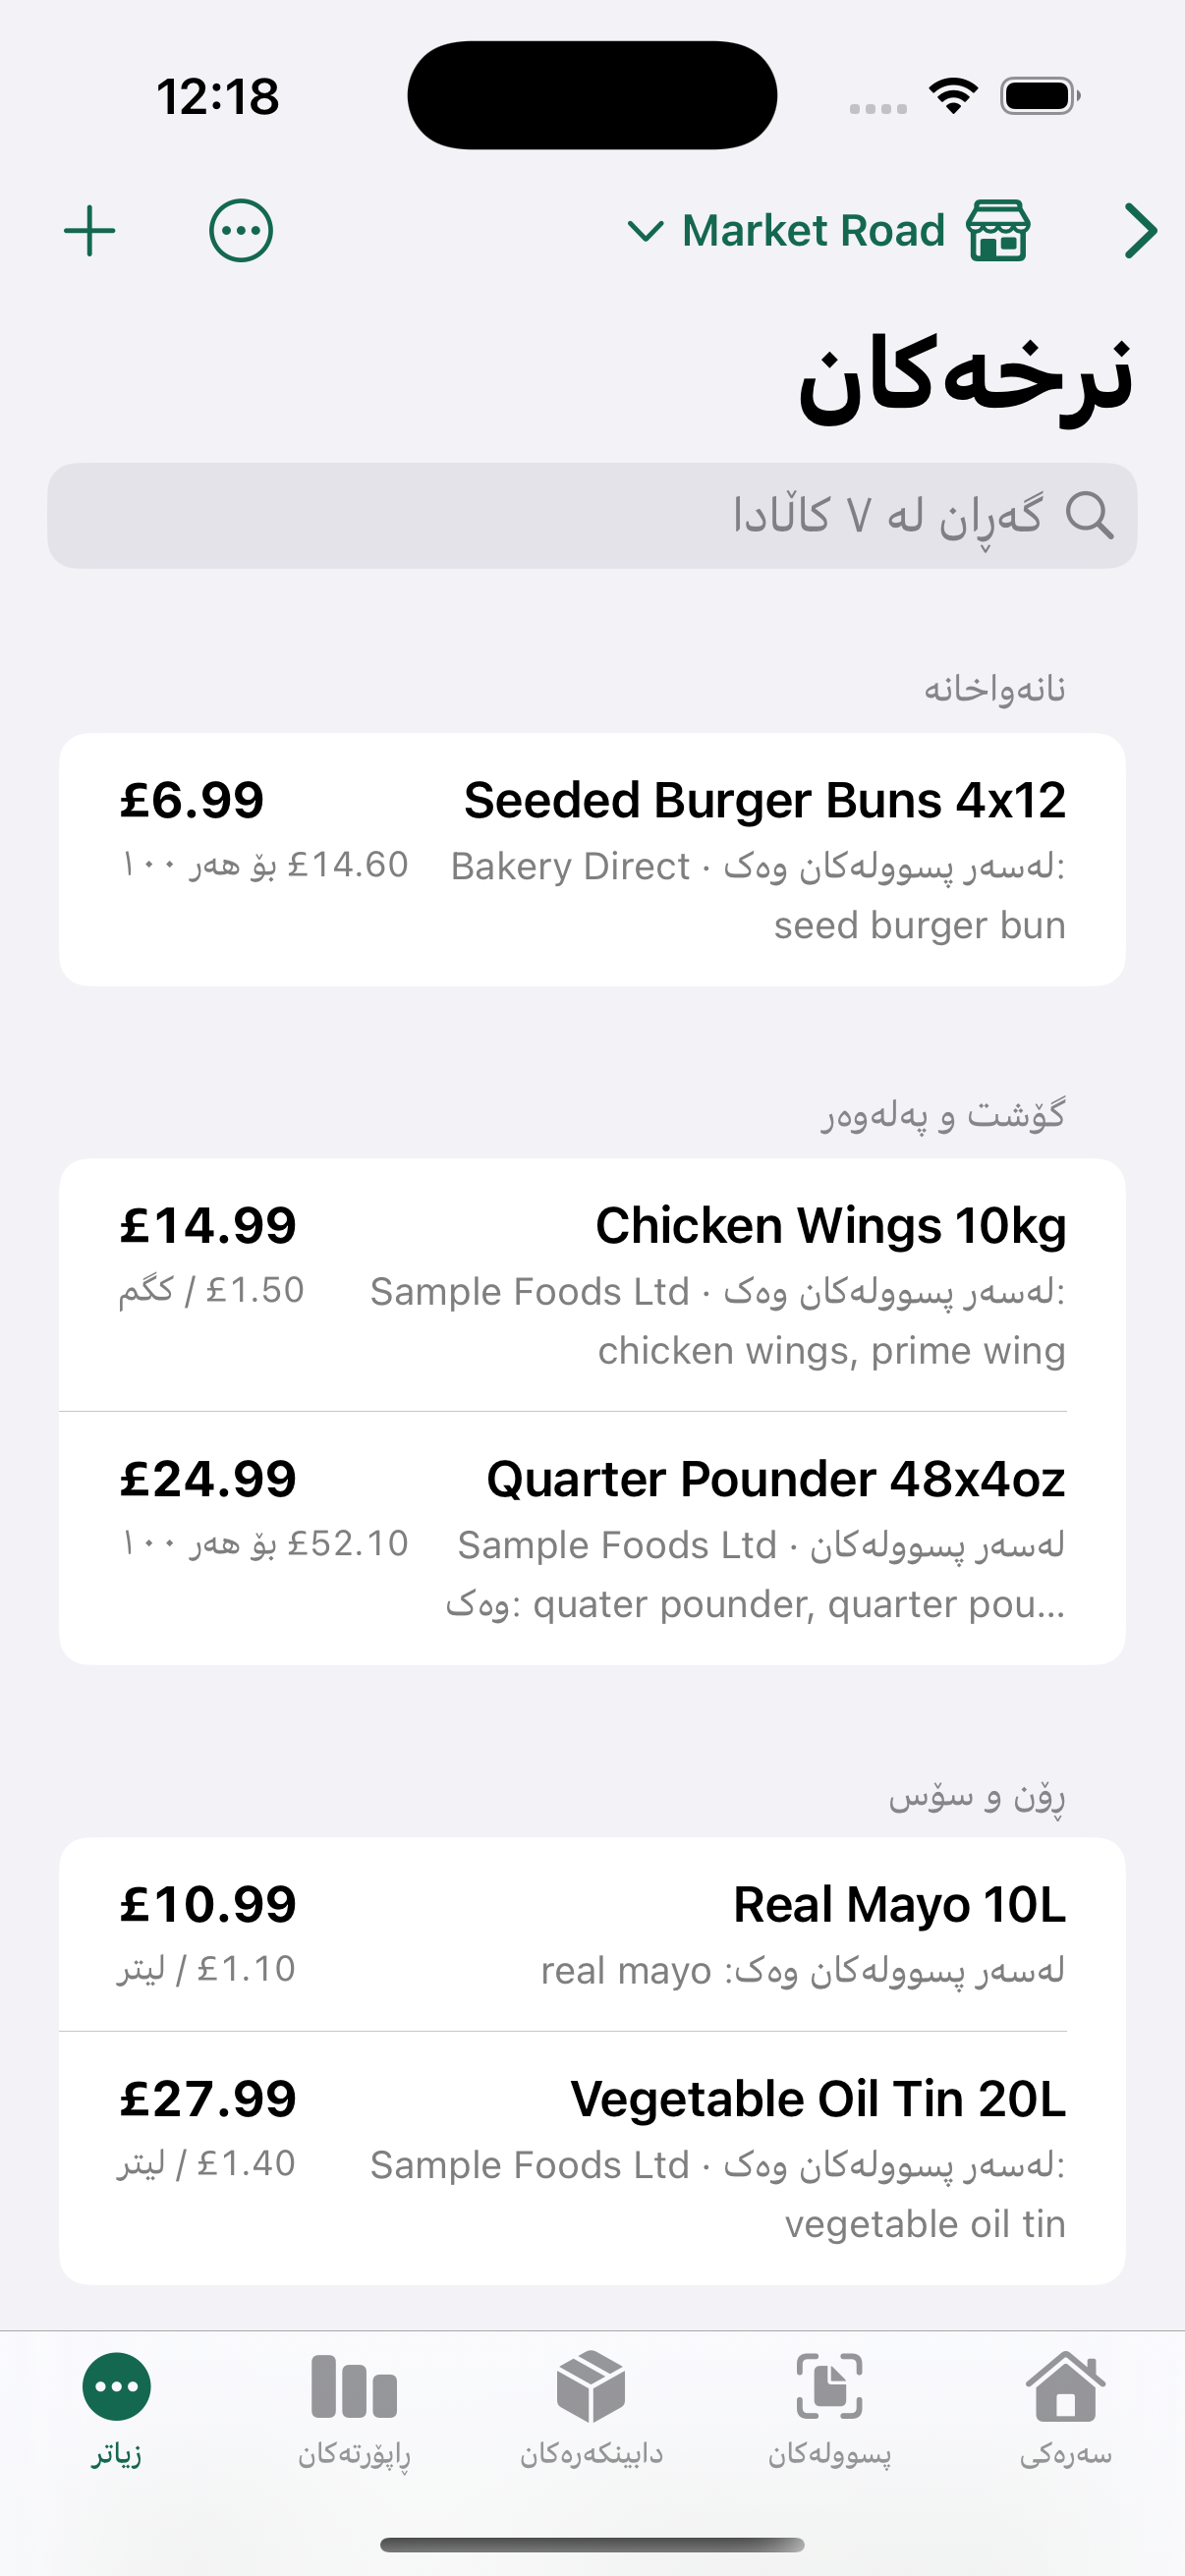 12:18
Market Road
نرخەکان
گەڕان لە ٧ کاڵادا
نانەواخانە
Seeded Burger Buns 4x12
£6.99
Bakery Direct · لەسەر پسوولەکان وەک:
seed burger bun
£14.60 بۆ هەر ١٠٠
گۆشت و پەلەوەر
Chicken Wings 10kg
£14.99
Sample Foods Ltd · لەسەر پسوولەکان وەک:
chicken wings, prime wing
£1.50 / کگم
Quarter Pounder 48x4oz
£24.99
Sample Foods Ltd · لەسەر پسوولەکان
وەک: quater pounder, quarter pou...
£52.10 بۆ هەر ١٠٠
ڕۆن و سۆس
Real Mayo 10L
£10.99
لەسەر پسوولەکان وەک: real mayo
£1.10 / لیتر
Vegetable Oil Tin 20L
£27.99
Sample Foods Ltd · لەسەر پسوولەکان وەک:
vegetable oil tin
£1.40 / لیتر
سەرەکی
پسوولەکان
دابینکەرەکان
ڕاپۆرتەکان
زیاتر